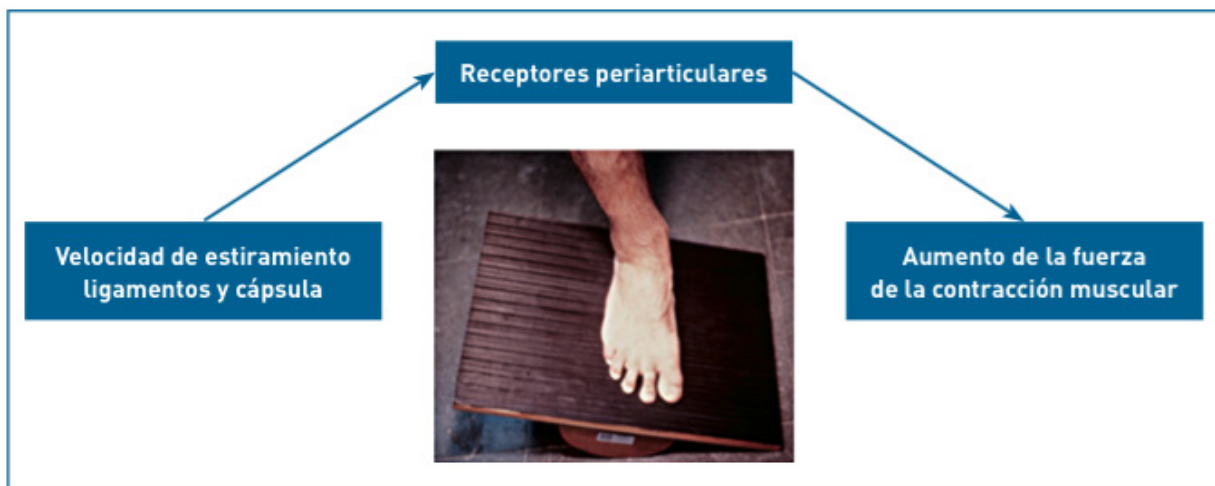 Receptores periarticulares
Velocidad de estiramiento
ligamentos y cápsula
Aumento de la fuerza
de la contracción muscular